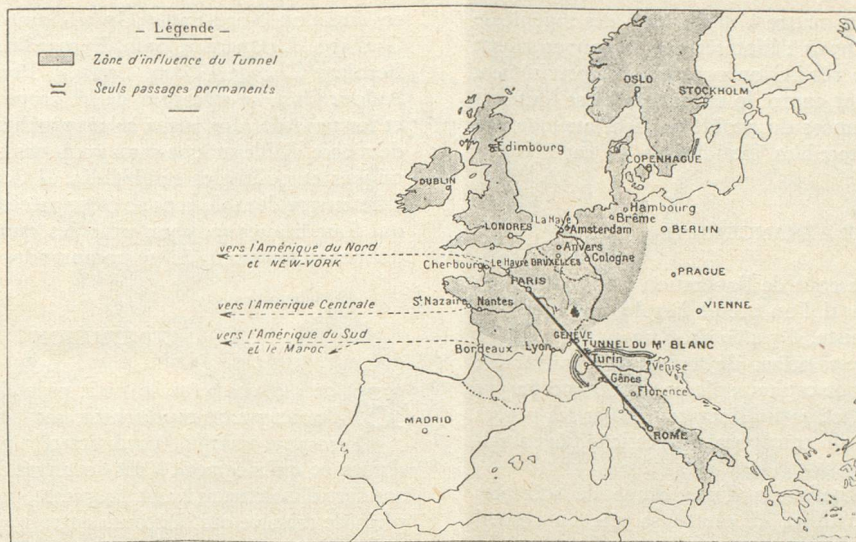 – Légende –
Zône d'influence du Tunnel
Seuls passages permanents
OSLO
STOCKHOLM
Edimbourg
COPENHAGUE
DUBLIN
Hambourg
Brême
La Haye
Amsterdam
BERLIN
LONDRES
Anvers
vers l'Amérique du Nord
et NEW-YORK
Le Havre
BRUXELLES
Cologne
Cherbourg
PARIS
PRAGUE
vers l'Amérique Centrale
St Nazaire
Nantes
VIENNE
vers l'Amérique du Sud
et le Maroc
GENÈVE
Bordeaux
Lyon
TUNNEL DU Mt BLANC
Turin
Venise
Gênes
Florence
MADRID
ROME